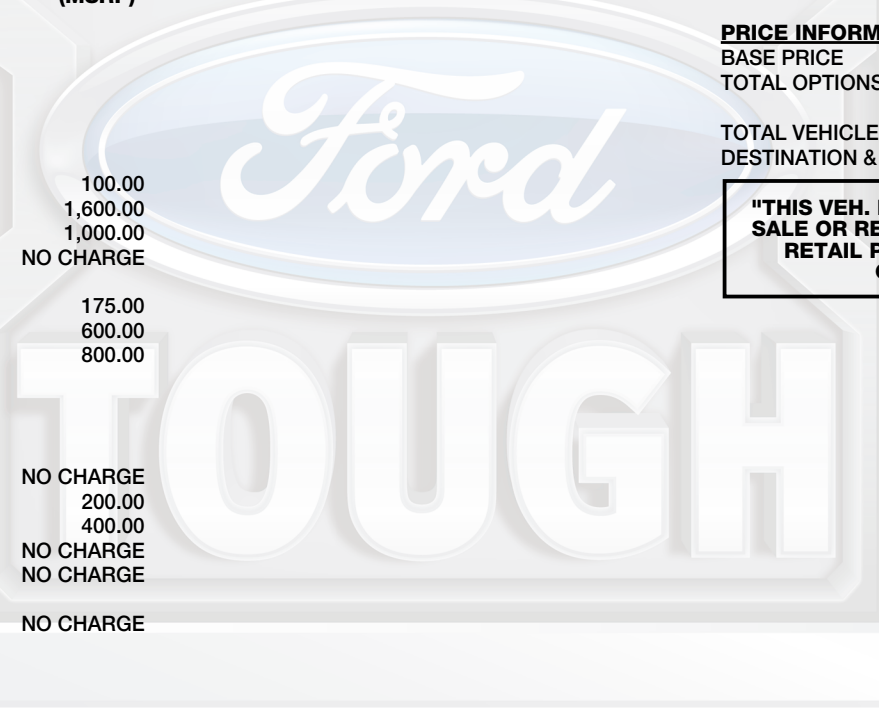 (MSRP)
100.00
1,600.00
1,000.00
NO CHARGE
175.00
600.00
800.00
NO CHARGE
200.00
400.00
NO CHARGE
NO CHARGE
NO CHARGE
Ford
TOUGH
PRICE INFORM
BASE PRICE
TOTAL OPTIONS
TOTAL VEHICLE
DESTINATION &
"THIS VEH.
SALE OR RE
RETAIL